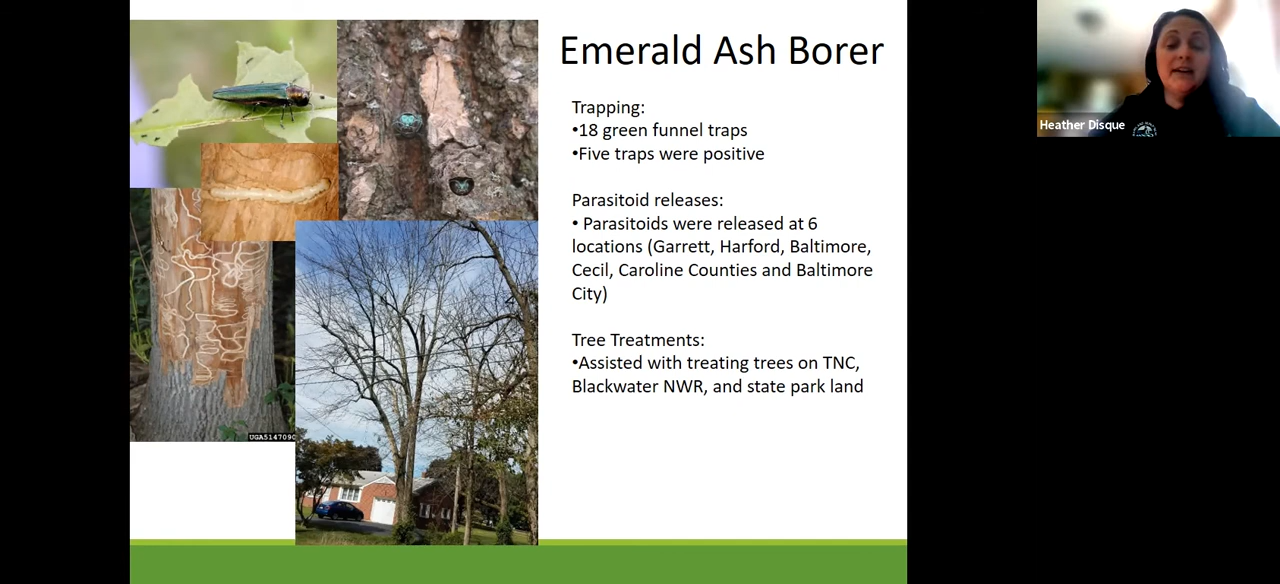 Emerald Ash Borer
Trapping:
•18 green funnel traps
•Five traps were positive
Parasitoid releases:
• Parasitoids were released at 6
locations (Garrett, Harford, Baltimore,
Cecil, Caroline Counties and Baltimore
City)
Tree Treatments:
•Assisted with treating trees on TNC,
Blackwater NWR, and state park land
UGA5147090
Heather Disque